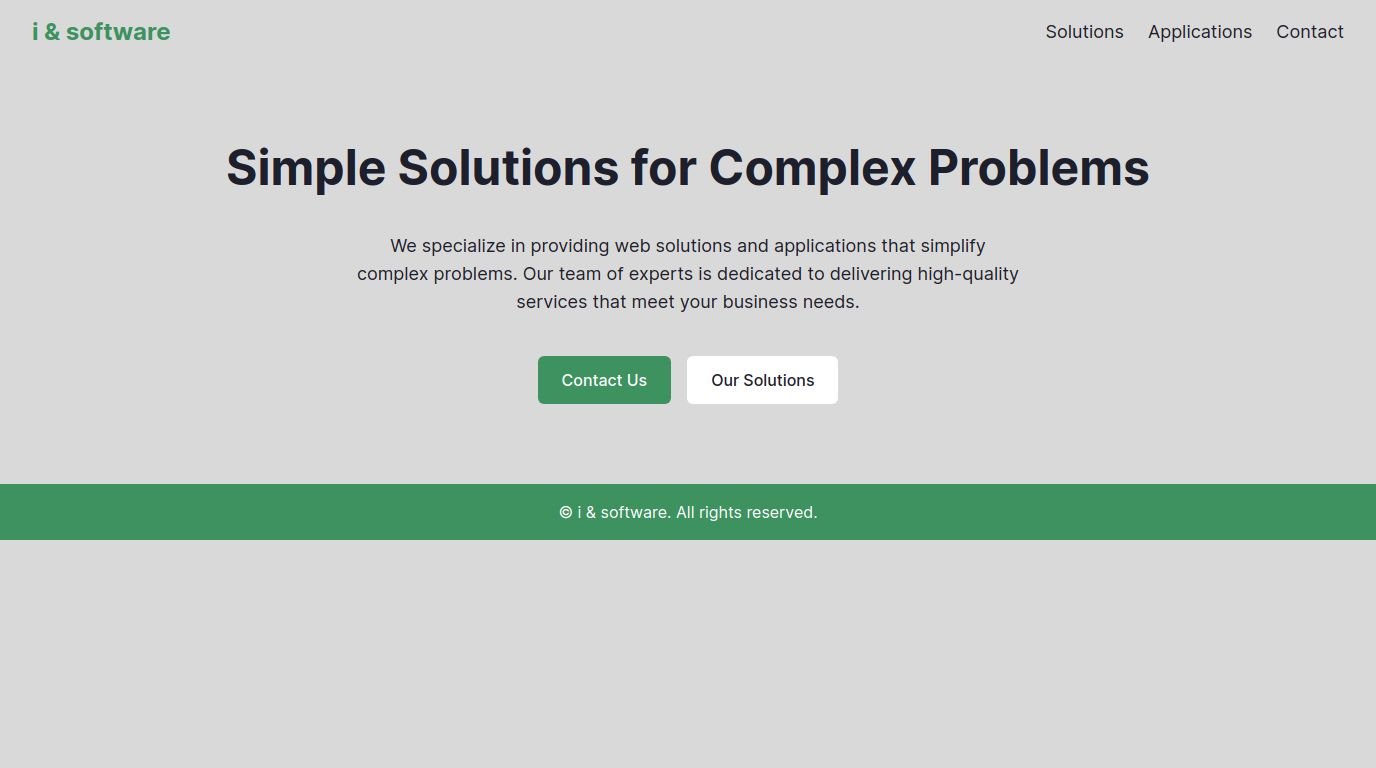 i & software
Solutions Applications Contact
Simple Solutions for Complex Problems
We specialize in providing web solutions and applications that simplify
complex problems. Our team of experts is dedicated to delivering high-quality
services that meet your business needs.
Contact Us
Our Solutions
© i & software. All rights reserved.